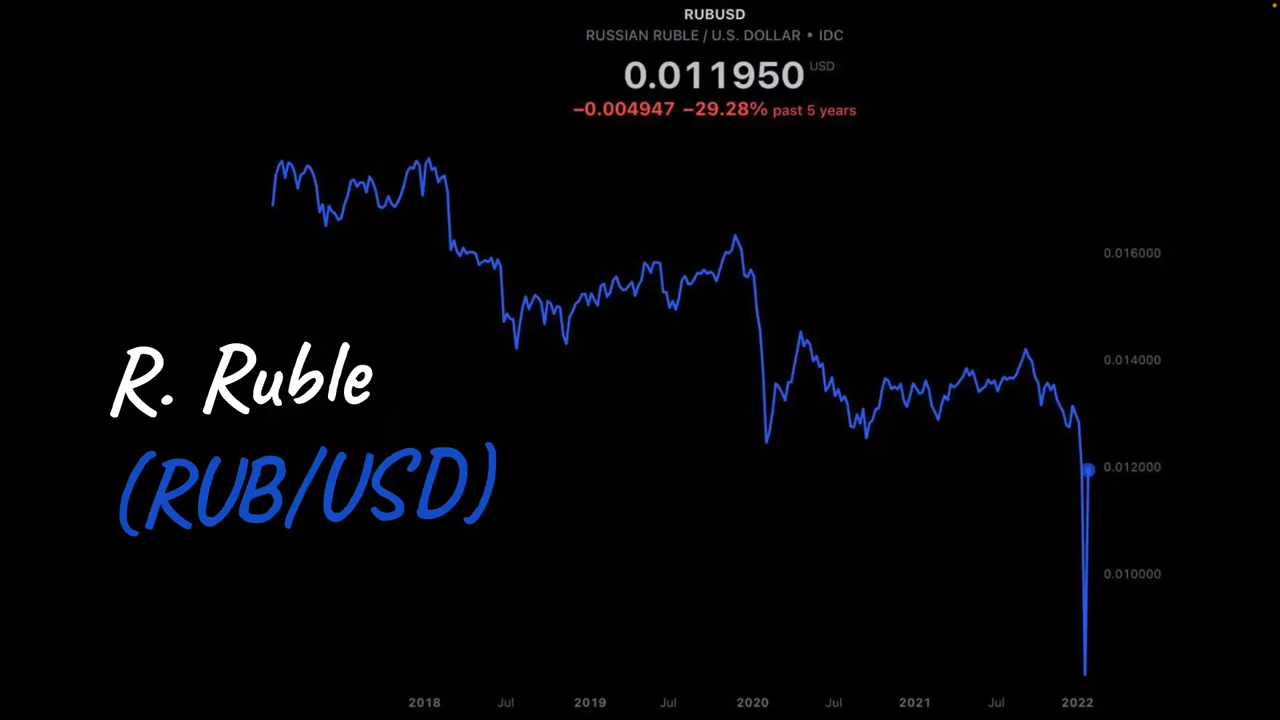 RUBUSD
RUSSIAN RUBLE / U.S. DOLLAR • IDC
0.011950 USD
−0.004947 −29.28% past 5 years
0.016000
R. Ruble
0.014000
(RUB/USD)
0.012000
0.010000
2018 Jul 2019 Jul 2020 Jul 2021 Jul 2022